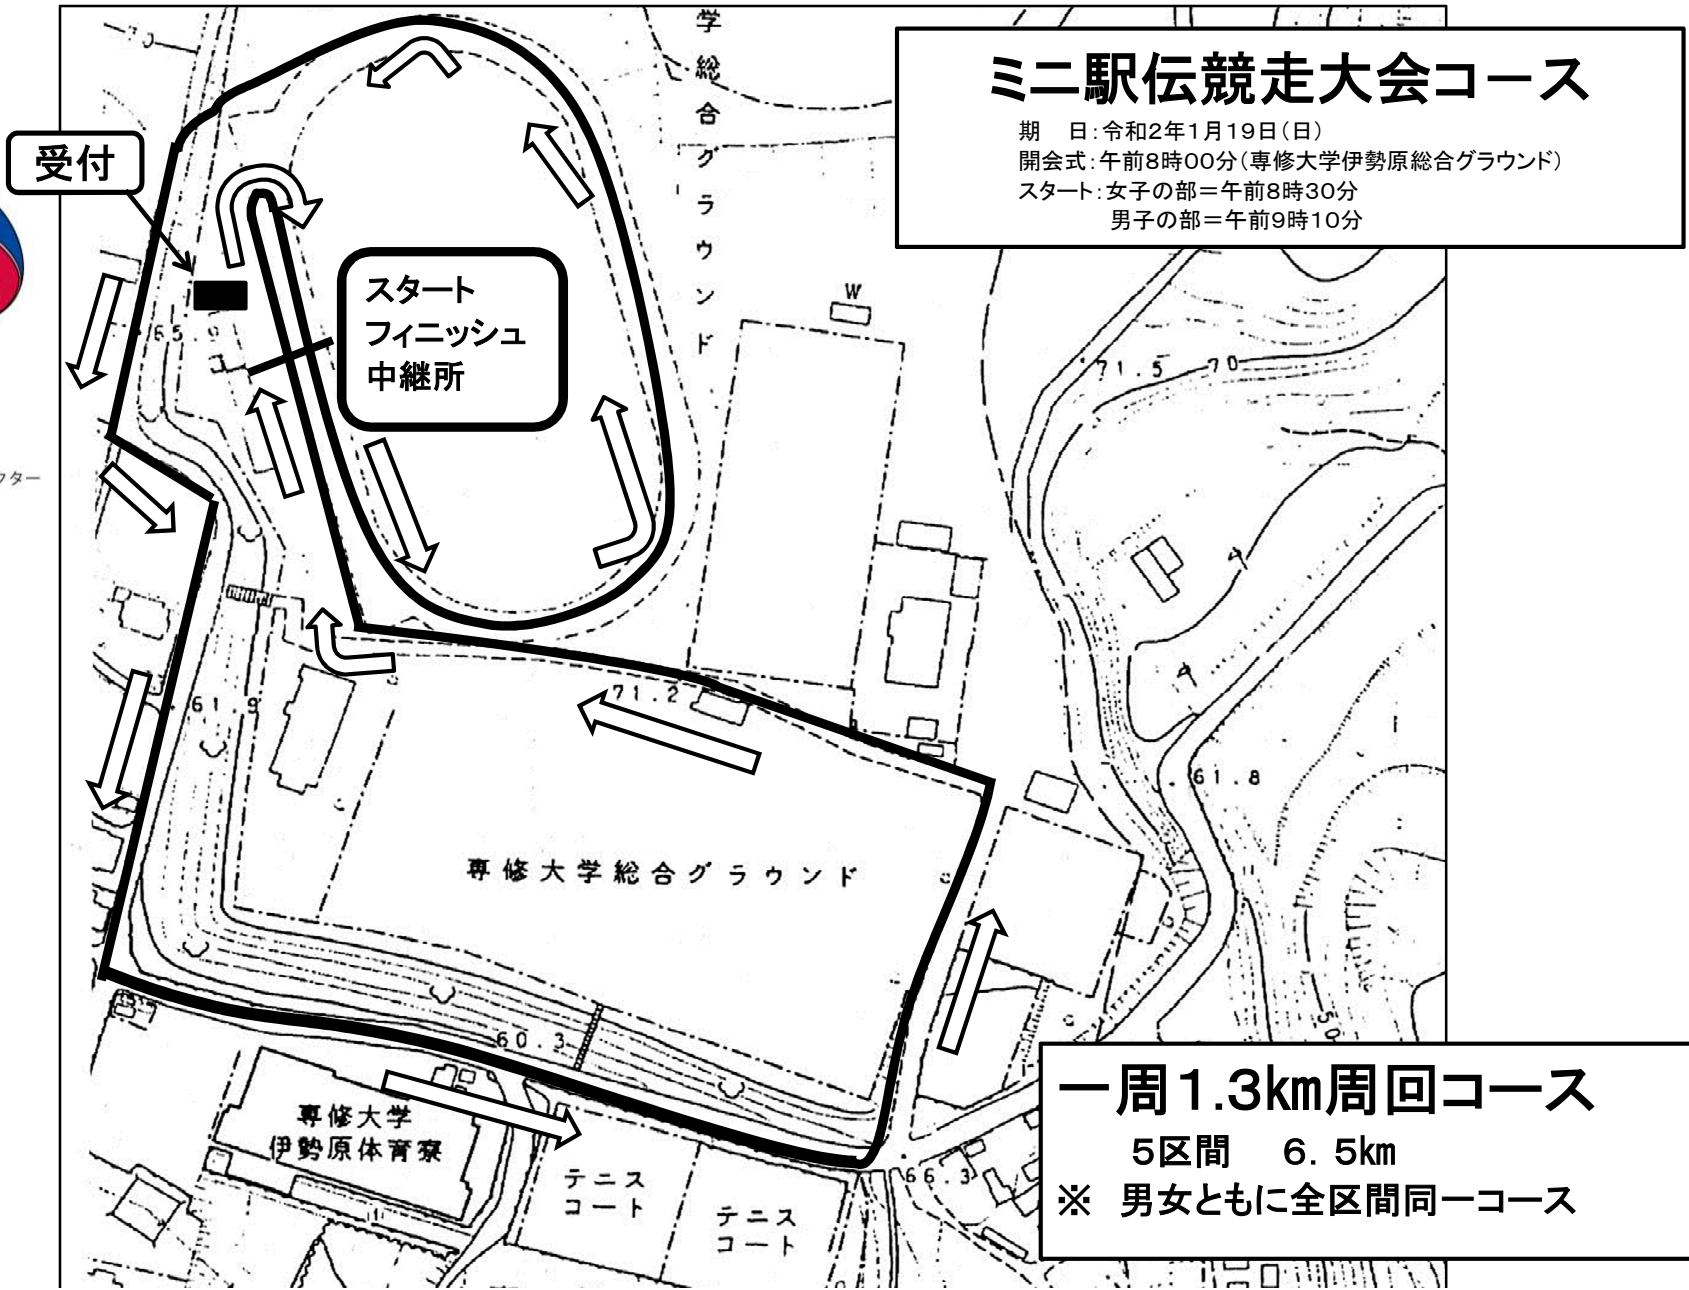 ミニ駅伝競走大会コース
期　日：令和2年1月19日（日）
開会式：午前8時00分（専修大学伊勢原総合グラウンド）
スタート：女子の部＝午前8時30分
男子の部＝午前9時10分
学総合グラウンド
受付
スタート
フィニッシュ
中継所
クター
W
70
65.9
71.5
70
71.2
61.9
61.8
専修大学総合グラウンド
60.3
50
専修大学
伊勢原体育寮
テニス
コート
テニス
コート
66.3
一周1.3km周回コース
5区間　6.5km
※　男女ともに全区間同一コース